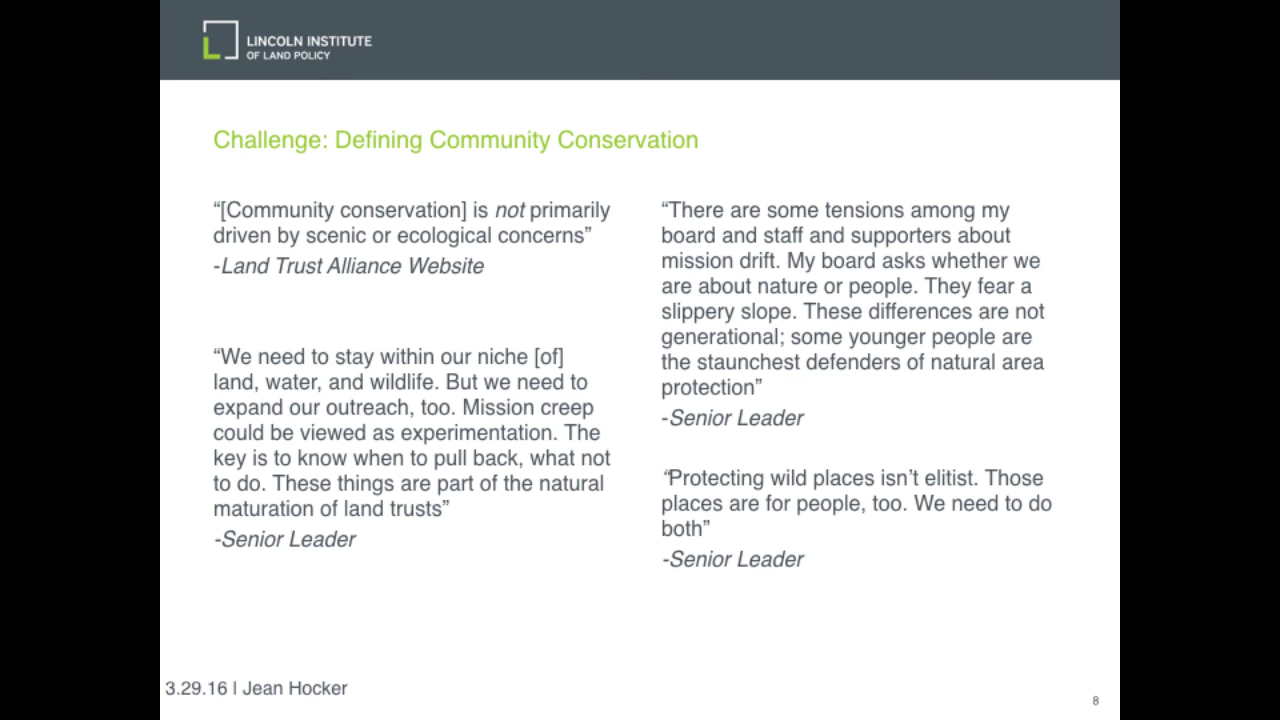 LINCOLN INSTITUTE
OF LAND POLICY
Challenge: Defining Community Conservation
“[Community conservation] is not primarily
driven by scenic or ecological concerns”
-Land Trust Alliance Website
“We need to stay within our niche [of]
land, water, and wildlife. But we need to
expand our outreach, too. Mission creep
could be viewed as experimentation. The
key is to know when to pull back, what not
to do. These things are part of the natural
maturation of land trusts”
-Senior Leader
“There are some tensions among my
board and staff and supporters about
mission drift. My board asks whether we
are about nature or people. They fear a
slippery slope. These differences are not
generational; some younger people are
the staunchest defenders of natural area
protection”
-Senior Leader
“Protecting wild places isn’t elitist. Those
places are for people, too. We need to do
both”
-Senior Leader
3.29.16 | Jean Hocker
8